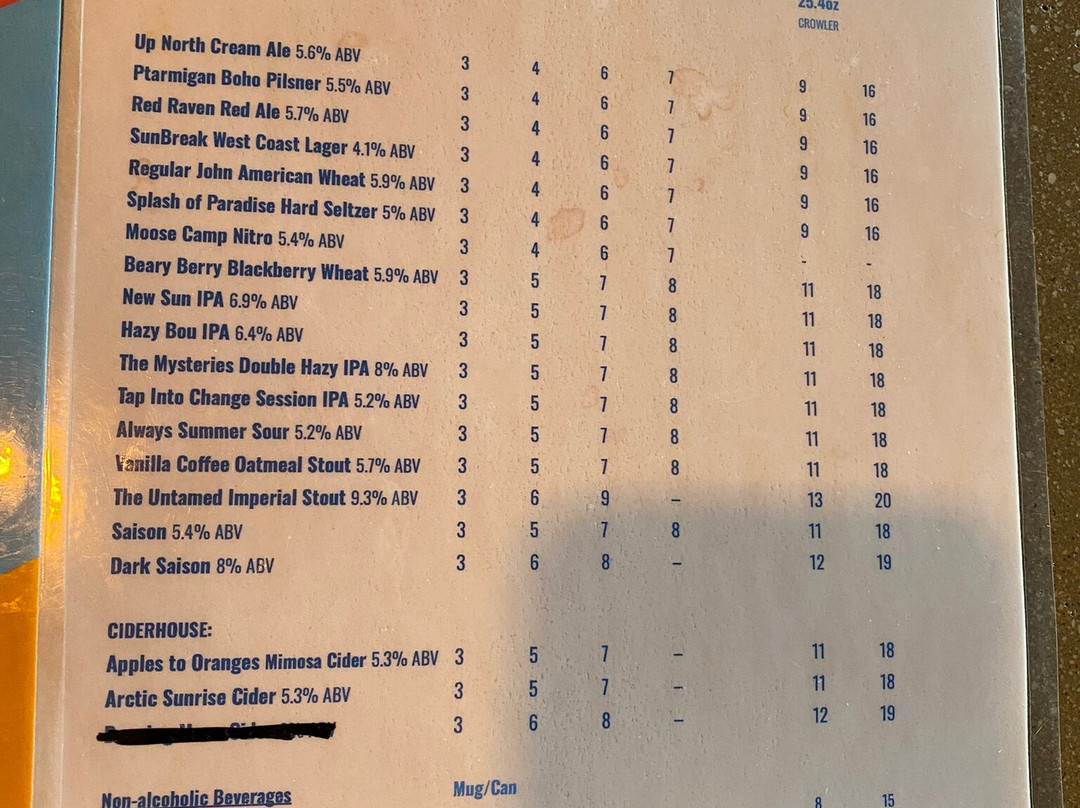 25.4oz
CROWLER
Up North Cream Ale 5.6% ABV 3 4 6 7 9 16
Ptarmigan Boho Pilsner 5.5% ABV 3 4 6 7 9 16
Red Raven Red Ale 5.7% ABV 3 4 6 7 9 16
SunBreak West Coast Lager 4.1% ABV 3 4 6 7 9 16
Regular John American Wheat 5.9% ABV 3 4 6 7 9 16
Splash of Paradise Hard Seltzer 5% ABV 3 4 6 7 9 16
Moose Camp Nitro 5.4% ABV 3 4 6 7 - -
Beary Berry Blackberry Wheat 5.9% ABV 3 5 7 8 11 18
New Sun IPA 6.9% ABV 3 5 7 8 11 18
Hazy Bou IPA 6.4% ABV 3 5 7 8 11 18
The Mysteries Double Hazy IPA 8% ABV 3 5 7 8 11 18
Tap Into Change Session IPA 5.2% ABV 3 5 7 8 11 18
Always Summer Sour 5.2% ABV 3 5 7 8 11 18
Vanilla Coffee Oatmeal Stout 5.7% ABV 3 5 7 8 11 18
The Untamed Imperial Stout 9.3% ABV 3 6 9 – 13 20
Saison 5.4% ABV 3 5 7 8 11 18
Dark Saison 8% ABV 3 6 8 – 12 19
CIDERHOUSE:
Apples to Oranges Mimosa Cider 5.3% ABV 3 5 7 – 11 18
Arctic Sunrise Cider 5.3% ABV 3 5 7 – 11 18
3 6 8 – 12 19
Non-alcoholic Beverages Mug/Can 8 15